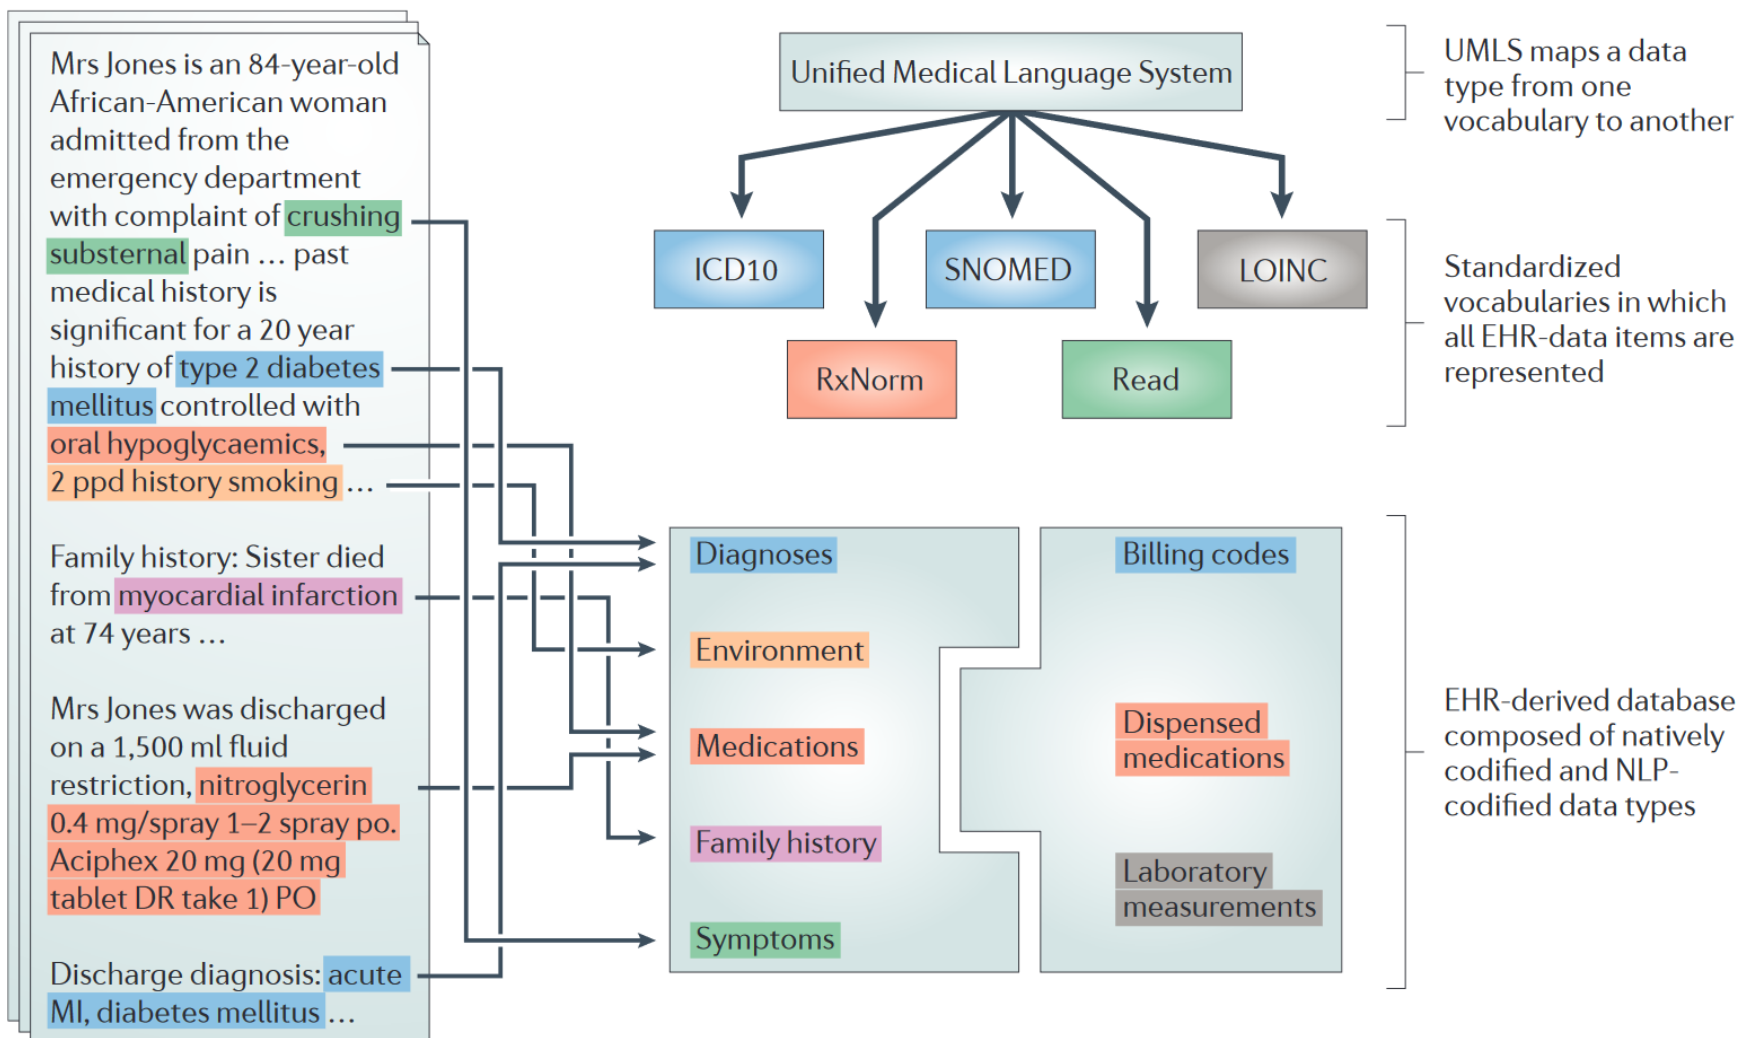 Mrs Jones is an 84-year-old
African-American woman
admitted from the
emergency department
with complaint of crushing
substernal pain … past
medical history is
significant for a 20 year
history of type 2 diabetes
mellitus controlled with
oral hypoglycaemics,
2 ppd history smoking …
Family history: Sister died
from myocardial infarction
at 74 years …
Mrs Jones was discharged
on a 1,500 ml fluid
restriction, nitroglycerin
0.4 mg/spray 1–2 spray po.
Aciphex 20 mg (20 mg
tablet DR take 1) PO
Discharge diagnosis: acute
MI, diabetes mellitus …
Unified Medical Language System
UMLS maps a data
type from one
vocabulary to another
ICD10
SNOMED
LOINC
RxNorm
Read
Standardized
vocabularies in which
all EHR-data items are
represented
Diagnoses
Environment
Medications
Family history
Symptoms
Billing codes
Dispensed
medications
Laboratory
measurements
EHR-derived database
composed of natively
codified and NLP-
codified data types